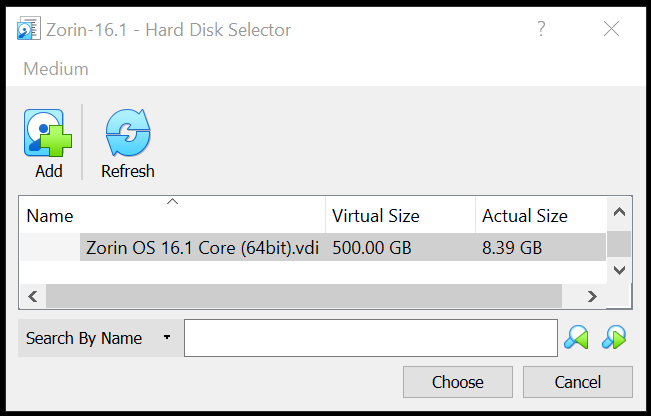 Zorin-16.1 - Hard Disk Selector ?
Medium
Add Refresh
Name Virtual Size Actual Size
Zorin OS 16.1 Core (64bit).vdi 500.00 GB 8.39 GB
Search By Name
Choose Cancel